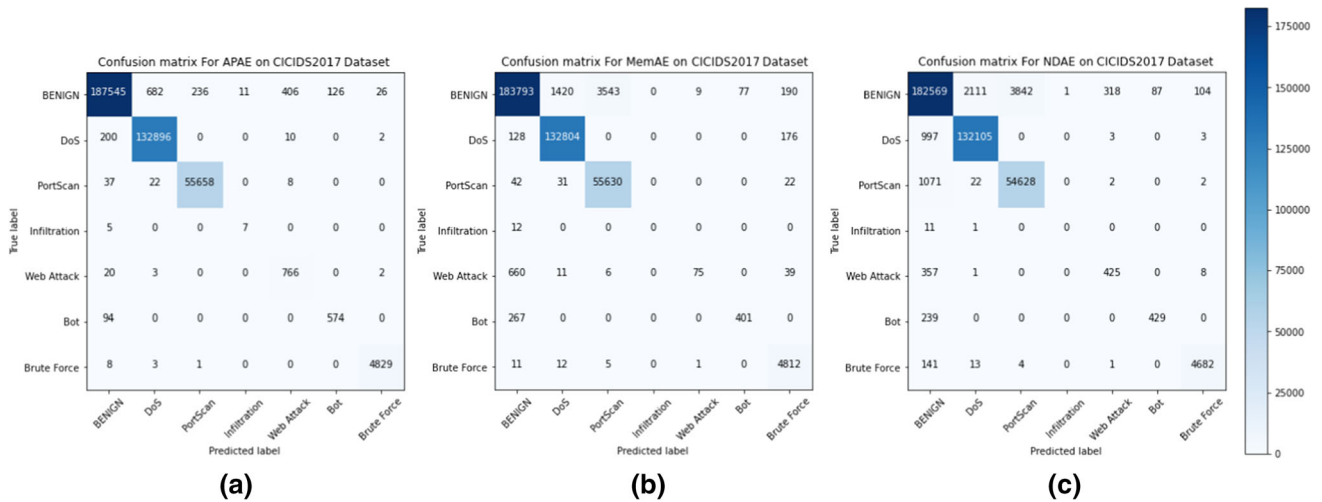 Confusion matrix For APAE on CICIDS2017 Dataset
True label
BENIGN 187545 682 236 11 406 126 26
DoS 200 132896 0 0 10 0 2
PortScan 37 22 55658 0 8 0 0
Infiltration 5 0 0 7 0 0 0
Web Attack 20 3 0 0 766 0 2
Bot 94 0 0 0 0 574 0
Brute Force 8 3 1 0 0 0 4829
BENIGN DoS PortScan Infiltration Web Attack Bot Brute Force
Predicted label
(a)
Confusion matrix For MemAE on CICIDS2017 Dataset
True label
BENIGN 183793 1420 3543 0 9 77 190
DoS 128 132804 0 0 0 0 176
PortScan 42 31 55630 0 0 0 22
Infiltration 12 0 0 0 0 0 0
Web Attack 660 11 6 0 75 0 39
Bot 267 0 0 0 0 401 0
Brute Force 11 12 5 0 1 0 4812
BENIGN DoS PortScan Infiltration Web Attack Bot Brute Force
Predicted label
(b)
Confusion matrix For NDAE on CICIDS2017 Dataset
True label
BENIGN 182569 2111 3842 1 318 87 104
DoS 997 132105 0 0 3 0 3
PortScan 1071 22 54628 0 2 0 2
Infiltration 11 1 0 0 0 0 0
Web Attack 357 1 0 0 425 0 8
Bot 239 0 0 0 0 429 0
Brute Force 141 13 4 0 1 0 4682
BENIGN DoS PortScan Infiltration Web Attack Bot Brute Force
Predicted label
(c)
175000
150000
125000
100000
75000
50000
25000
0